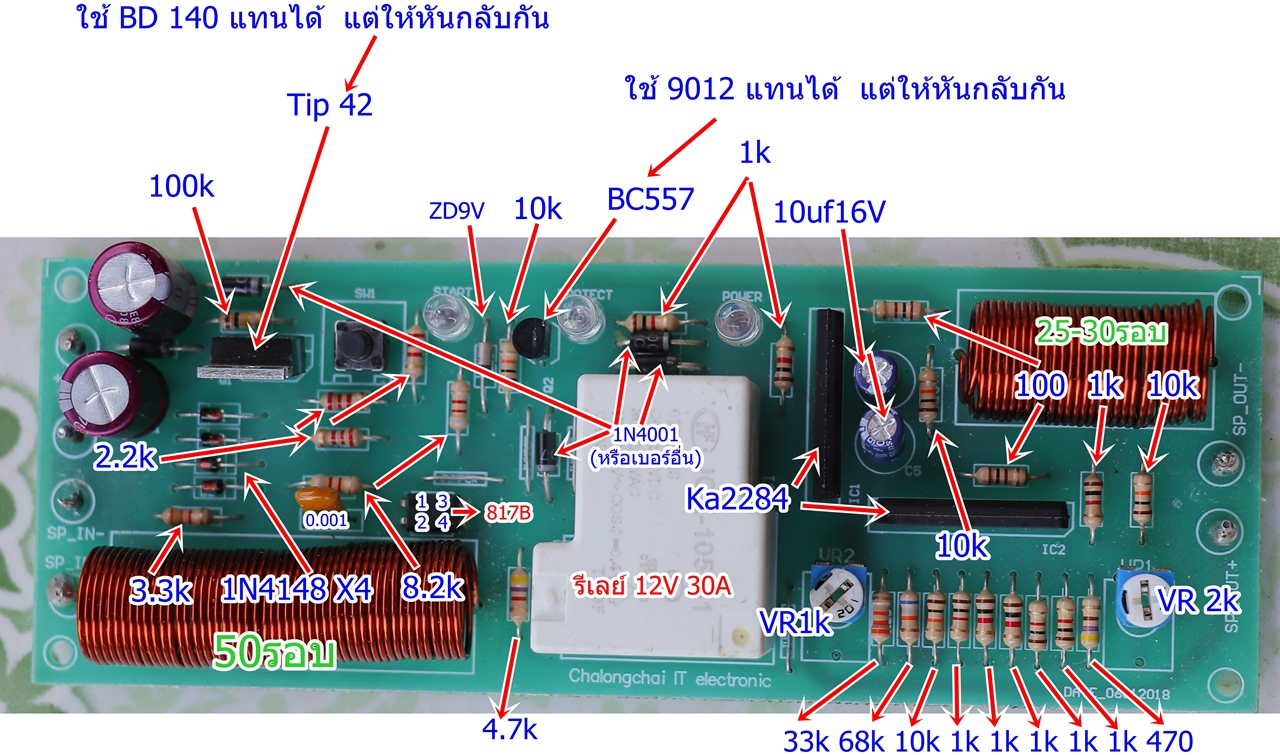 ใช้ BD 140 แทนได้ แต่ให้หันกลับกัน
Tip 42
ใช้ 9012 แทนได้ แต่ให้หันกลับกัน
1k
100k
ZD9V
10k
BC557
10uf16V
SW1
START
POWER
25-30รอบ
100
1k
10k
SP_OUT-
1N4001
(หรือเบอร์อื่น)
2.2k
Q2
C5
Ka2284
IC1
0.001
1 3
2 4
817B
SP_IN-
10k
IC2
3.3k
1N4148 X4
8.2k
รีเลย์ 12V 30A
VR2
VR1k
VR 2k
50รอบ
Chalongchai IT electronic
4.7k
33k 68k 10k 1k 1k 1k 1k 1k 470